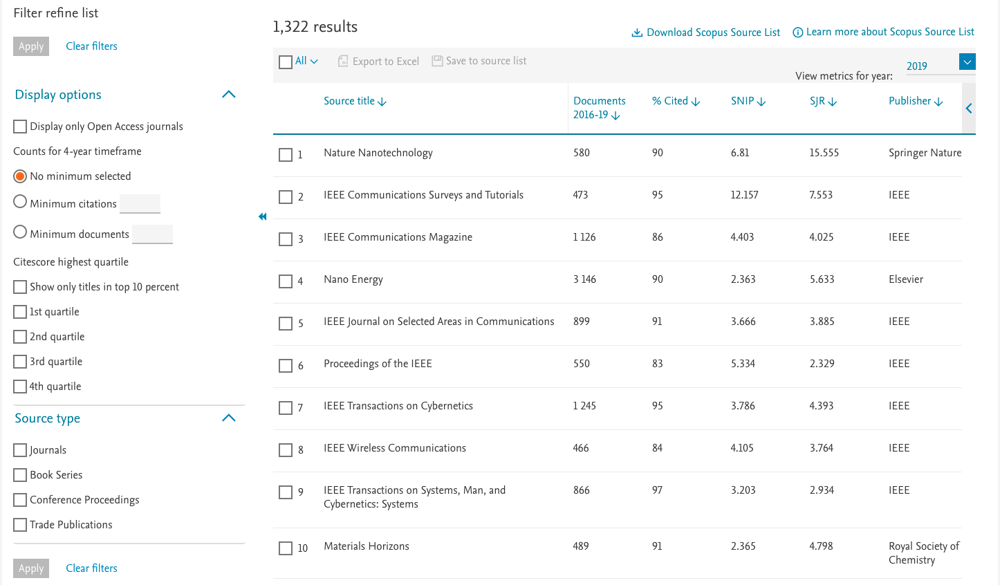 Filter refine list
Apply
Clear filters
Display options
Display only Open Access journals
Counts for 4-year timeframe
No minimum selected
Minimum citations
Minimum documents
Citescore highest quartile
Show only titles in top 10 percent
1st quartile
2nd quartile
3rd quartile
4th quartile
Source type
Journals
Book Series
Conference Proceedings
Trade Publications
Apply
Clear filters
1,322 results
Download Scopus Source List
Learn more about Scopus Source List
All
Export to Excel
Save to source list
View metrics for year:
2019
Source title
Documents
2016-19
% Cited
SNIP
SJR
Publisher
1 Nature Nanotechnology 580 90 6.81 15.555 Springer Nature
2 IEEE Communications Surveys and Tutorials 473 95 12.157 7.553 IEEE
3 IEEE Communications Magazine 1 126 86 4.403 4.025 IEEE
4 Nano Energy 3 146 90 2.363 5.633 Elsevier
5 IEEE Journal on Selected Areas in Communications 899 91 3.666 3.885 IEEE
6 Proceedings of the IEEE 550 83 5.334 2.329 IEEE
7 IEEE Transactions on Cybernetics 1 245 95 3.786 4.393 IEEE
8 IEEE Wireless Communications 466 84 4.105 3.764 IEEE
9 IEEE Transactions on Systems, Man, and 866 97 3.203 2.934 IEEE
Cybernetics: Systems
10 Materials Horizons 489 91 2.365 4.798 Royal Society of
Chemistry